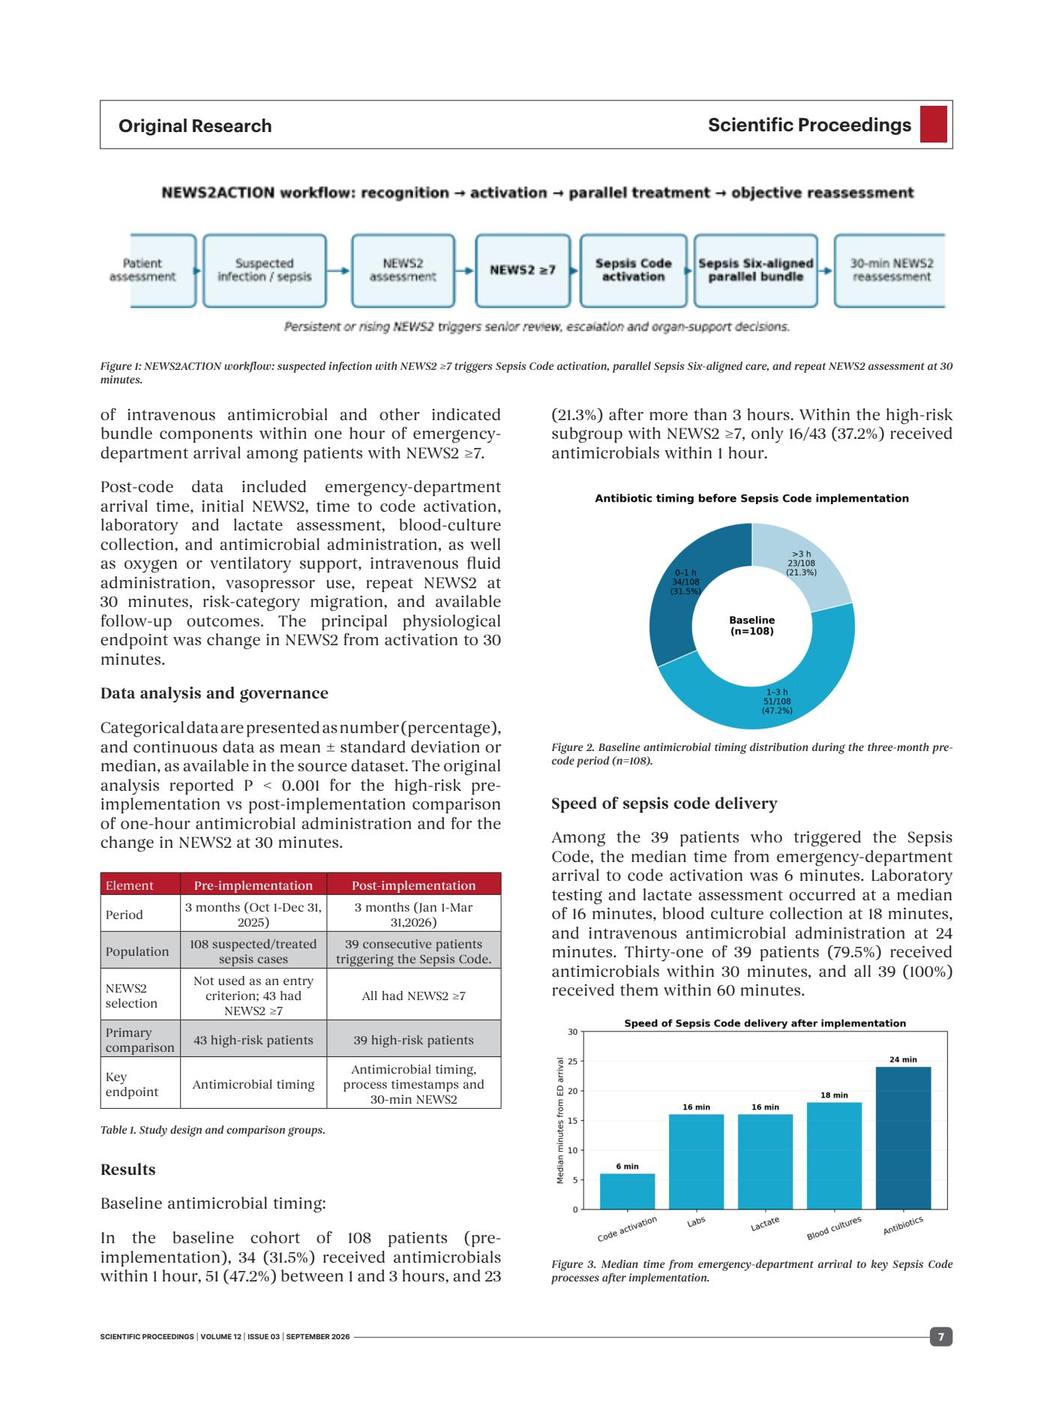 Original Research
Scientific Proceedings
NEWS2ACTION workflow: recognition → activation → parallel treatment → objective reassessment
Patient
assessment
Suspected
infection / sepsis
NEWS2
assessment
NEWS2 ≥7
Sepsis Code
activation
Sepsis Six-aligned
parallel bundle
30-min NEWS2
reassessment
Persistent or rising NEWS2 triggers senior review, escalation and organ-support decisions.
Figure 1: NEWS2ACTION workflow: suspected infection with NEWS2 ≥7 triggers Sepsis Code activation, parallel Sepsis Six-aligned care, and repeat NEWS2 assessment at 30
minutes.
of intravenous antimicrobial and other indicated
bundle components within one hour of emergency-
department arrival among patients with NEWS2 ≥7.
Post-code data included emergency-department
arrival time, initial NEWS2, time to code activation,
laboratory and lactate assessment, blood-culture
collection, and antimicrobial administration, as well
as oxygen or ventilatory support, intravenous fluid
administration, vasopressor use, repeat NEWS2 at
30 minutes, risk-category migration, and available
follow-up outcomes. The principal physiological
endpoint was change in NEWS2 from activation to 30
minutes.
Data analysis and governance
Categorical data are presented as number (percentage),
and continuous data as mean ± standard deviation or
median, as available in the source dataset. The original
analysis reported P < 0.001 for the high-risk pre-
implementation vs post-implementation comparison
of one-hour antimicrobial administration and for the
change in NEWS2 at 30 minutes.
Element
Pre-implementation
Post-implementation
Period
3 months (Oct 1-Dec 31,
2025)
3 months (Jan 1-Mar
31,2026)
Population
108 suspected/treated
sepsis cases
39 consecutive patients
triggering the Sepsis Code.
NEWS2
selection
Not used as an entry
criterion; 43 had
NEWS2 ≥7
All had NEWS2 ≥7
Primary
comparison
43 high-risk patients
39 high-risk patients
Key
endpoint
Antimicrobial timing
Antimicrobial timing,
process timestamps and
30-min NEWS2
Table 1. Study design and comparison groups.
Results
Baseline antimicrobial timing:
In the baseline cohort of 108 patients (pre-
implementation), 34 (31.5%) received antimicrobials
within 1 hour, 51 (47.2%) between 1 and 3 hours, and 23
(21.3%) after more than 3 hours. Within the high-risk
subgroup with NEWS2 ≥7, only 16/43 (37.2%) received
antimicrobials within 1 hour.
Antibiotic timing before Sepsis Code implementation
>3 h
23/108
(21.3%)
0–1 h
34/108
(31.5%)
Baseline
(n=108)
1–3 h
51/108
(47.2%)
Figure 2. Baseline antimicrobial timing distribution during the three-month pre-
code period (n=108).
Speed of sepsis code delivery
Among the 39 patients who triggered the Sepsis
Code, the median time from emergency-department
arrival to code activation was 6 minutes. Laboratory
testing and lactate assessment occurred at a median
of 16 minutes, blood culture collection at 18 minutes,
and intravenous antimicrobial administration at 24
minutes. Thirty-one of 39 patients (79.5%) received
antimicrobials within 30 minutes, and all 39 (100%)
received them within 60 minutes.
Speed of Sepsis Code delivery after implementation
Median minutes from ED arrival
30
25
20
15
10
5
0
6 min
16 min
16 min
18 min
24 min
Code activation
Labs
Lactate
Blood cultures
Antibiotics
Figure 3. Median time from emergency-department arrival to key Sepsis Code
processes after implementation.
SCIENTIFIC PROCEEDINGS | VOLUME 12 | ISSUE 03 | SEPTEMBER 2026
7